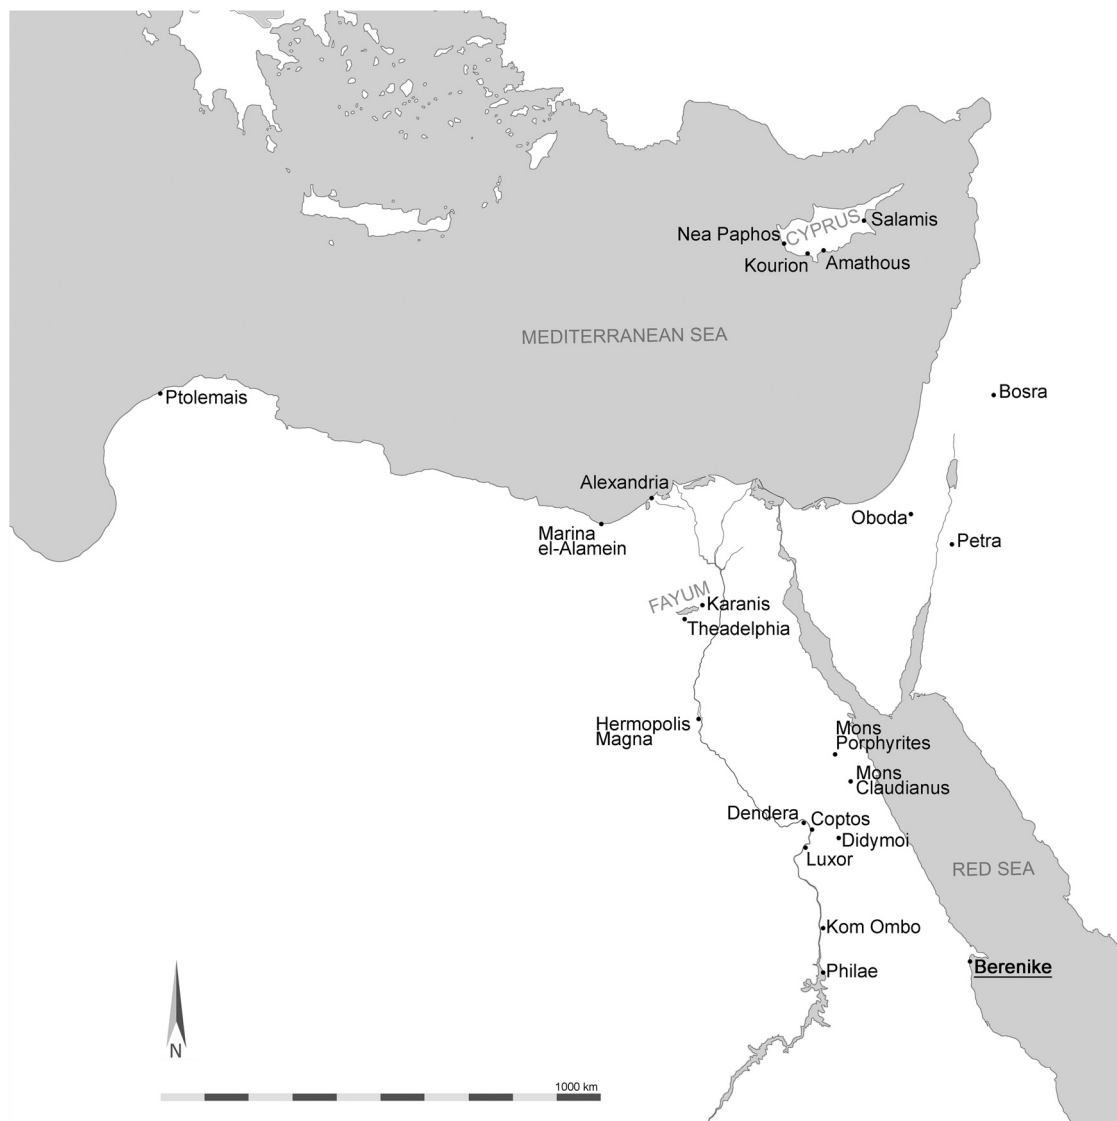 Salamis
CYPRUS
Nea Paphos
Kourion
Amathous
MEDITERRANEAN SEA
Ptolemais
Bosra
Alexandria
Marina
el-Alamein
Oboda
Petra
FAYUM
Karanis
Theadelphia
Hermopolis
Magna
Mons
Porphyrites
Mons
Claudianus
Dendera
Coptos
Didymoi
Luxor
RED SEA
Kom Ombo
Philae
Berenike
N
1000 km